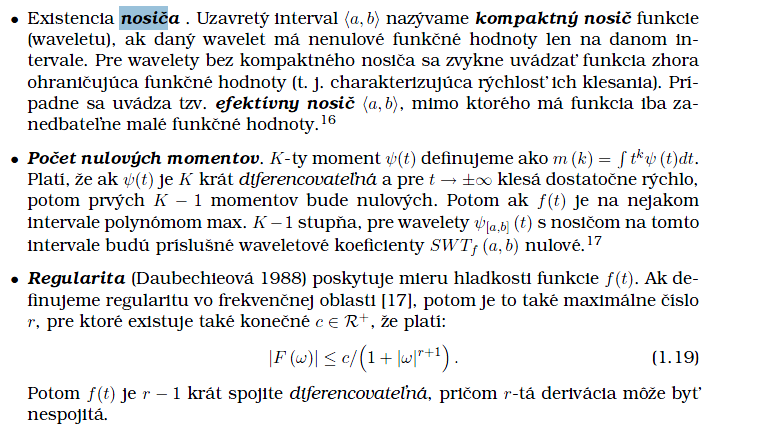 • Existencia nosiča . Uzavretý interval ⟨a, b⟩ nazývame kompaktný nosič funkcie
(waveletu), ak daný wavelet má nenulové funkčné hodnoty len na danom in-
tervale. Pre wavelety bez kompaktného nosiča sa zvykne uvádzať funkcia zhora
ohraničujúca funkčné hodnoty (t. j. charakterizujúca rýchlosť ich klesania). Prí-
padne sa uvádza tzv. efektívny nosič ⟨a, b⟩, mimo ktorého má funkcia iba za-
nedbateľne malé funkčné hodnoty.¹⁶
• Počet nulových momentov. K-ty moment ψ(t) definujeme ako m (k) = ∫ tᵏψ (t)dt.
Platí, že ak ψ(t) je K krát diferencovateľná a pre t → ±∞ klesá dostatočne rýchlo,
potom prvých K − 1 momentov bude nulových. Potom ak f(t) je na nejakom
intervale polynómom max. K−1 stupňa, pre wavelety ψ[a,b] (t) s nosičom na tomto
intervale budú príslušné waveletové koeficienty SWT_f (a, b) nulové.¹⁷
• Regularita (Daubechieová 1988) poskytuje mieru hladkosti funkcie f(t). Ak de-
finujeme regularitu vo frekvenčnej oblasti [17], potom je to také maximálne číslo
r, pre ktoré existuje také konečné c ∈ R⁺, že platí:
|F (ω)| ≤ c/(1 + |ω|ʳ⁺¹) . (1.19)
Potom f(t) je r − 1 krát spojite diferencovateľná, pričom r-tá derivácia môže byť
nespojitá.